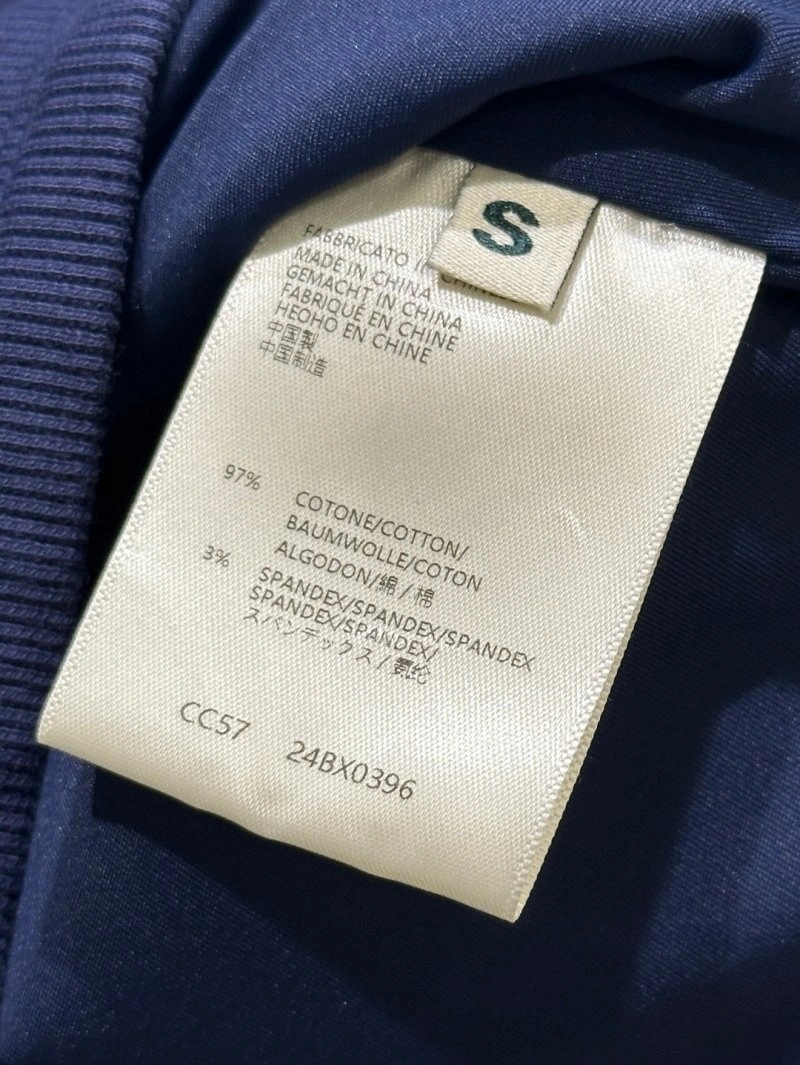 S
FABBRICATO
MADE IN CHINA
GEMACHT IN CHINA
FABRIQUÉ EN CHINE
HEOHO EN CHINE
中国製
中国制造
97% COTONE/COTTON/
BAUMWOLLE/COTON
ALGODON/綿/棉
3% SPANDEX/SPANDEX/SPANDEX
SPANDEX/SPANDEX/
スパンデックス/氨纶
CC57 24BX0396